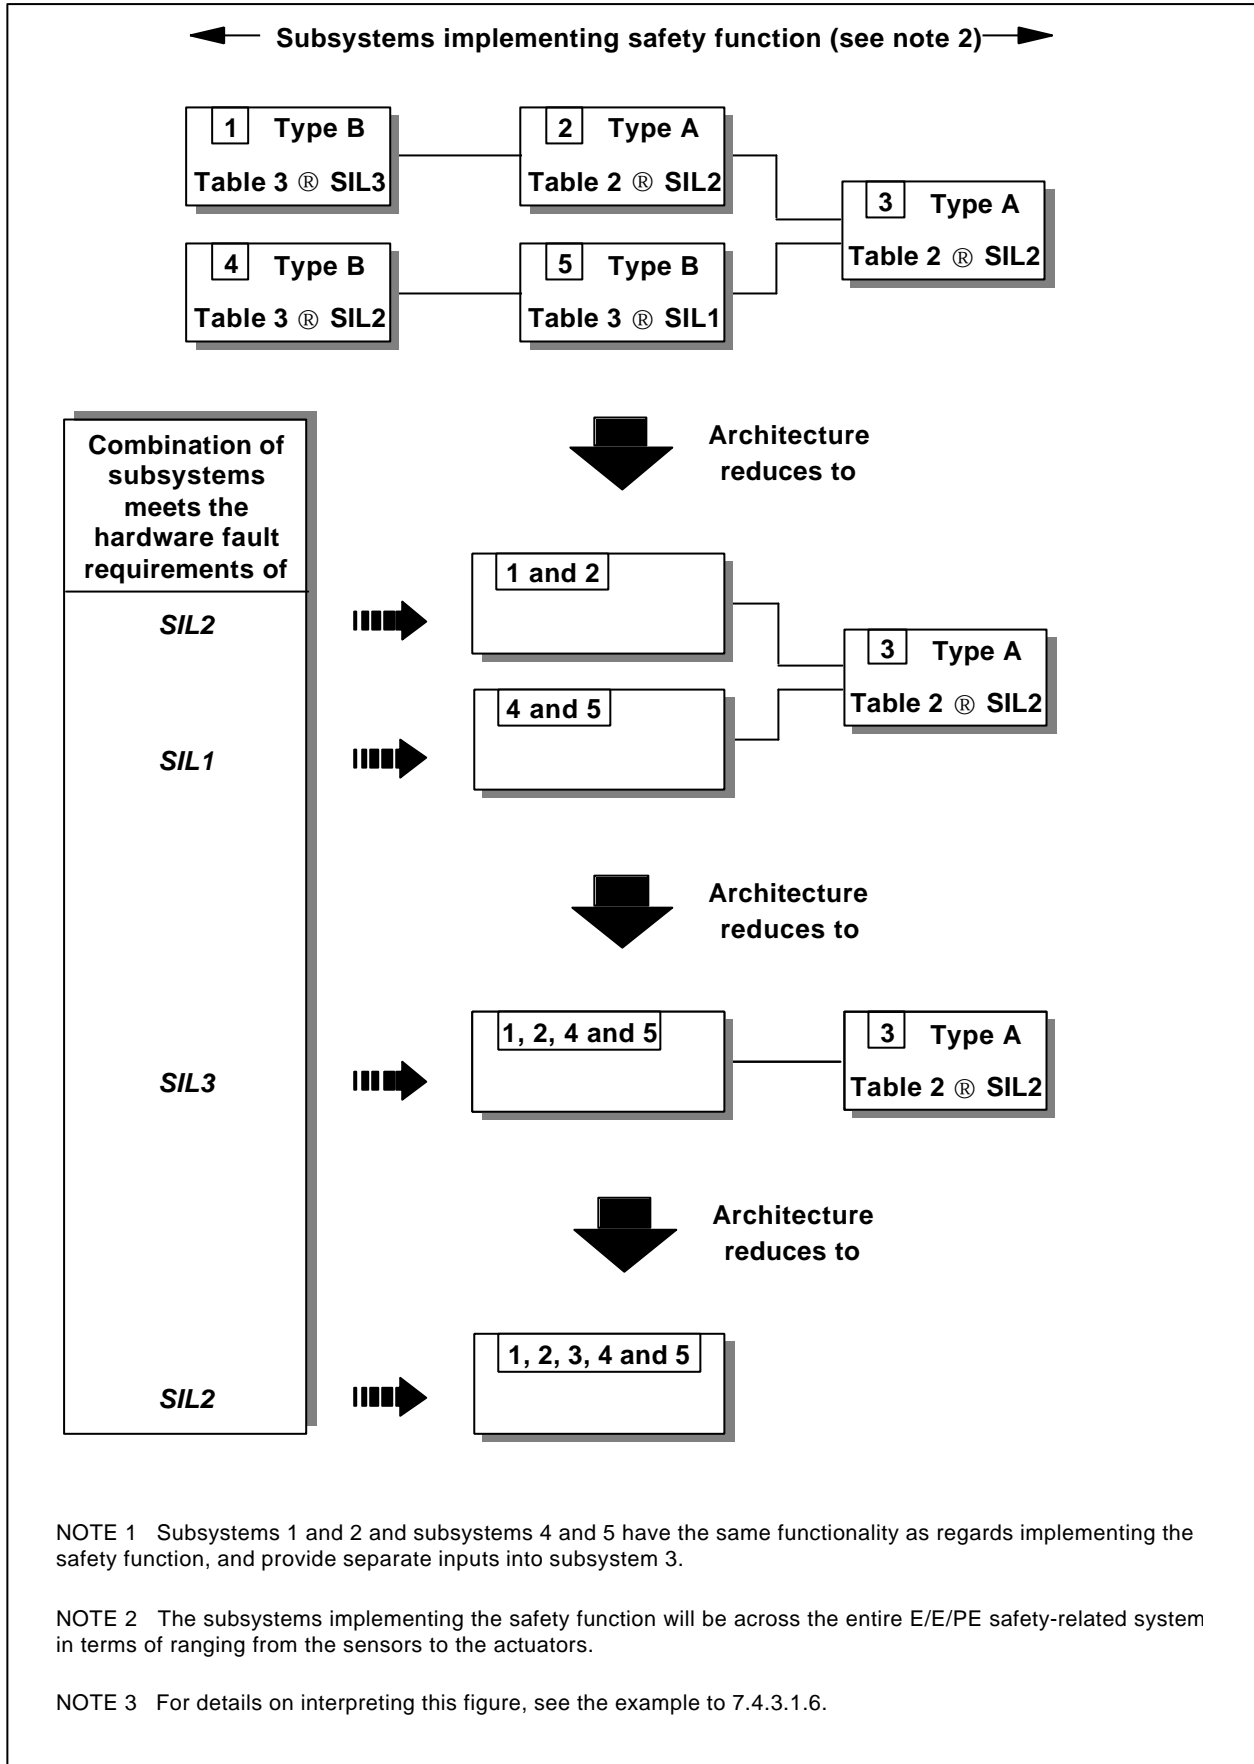 Subsystems implementing safety function (see note 2)
1 Type B
Table 3 ® SIL3
2 Type A
Table 2 ® SIL2
3 Type A
Table 2 ® SIL2
4 Type B
Table 3 ® SIL2
5 Type B
Table 3 ® SIL1
Architecture
reduces to
Combination of
subsystems
meets the
hardware fault
requirements of
SIL2
1 and 2
3 Type A
Table 2 ® SIL2
SIL1
4 and 5
Architecture
reduces to
SIL3
1, 2, 4 and 5
3 Type A
Table 2 ® SIL2
Architecture
reduces to
SIL2
1, 2, 3, 4 and 5
NOTE 1 Subsystems 1 and 2 and subsystems 4 and 5 have the same functionality as regards implementing the
safety function, and provide separate inputs into subsystem 3.
NOTE 2 The subsystems implementing the safety function will be across the entire E/E/PE safety-related system
in terms of ranging from the sensors to the actuators.
NOTE 3 For details on interpreting this figure, see the example to 7.4.3.1.6.